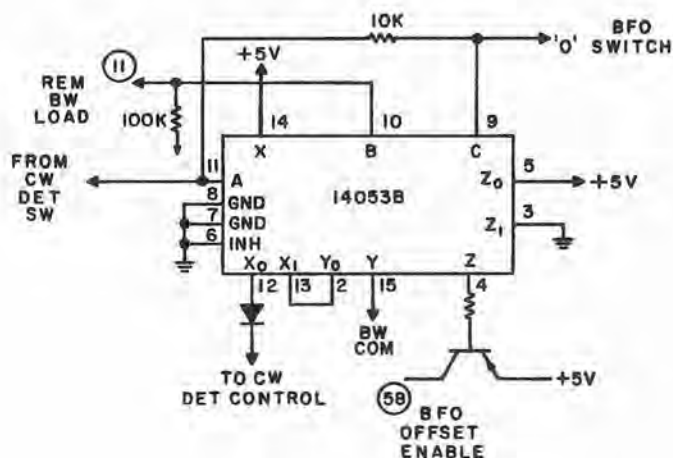 10K
'O' BFO SWITCH
+5V
11
REM BW LOAD
100K
14
10
9
FROM CW DET SW
11
X
B
C
5
A
Z0
+5V
8
GND
14053B
7
GND
3
6
INH
Z1
X0
X1
Y0
Y
Z
12
13
2
15
4
BW COM
TO CW DET CONTROL
58
+5V
BFO OFFSET ENABLE